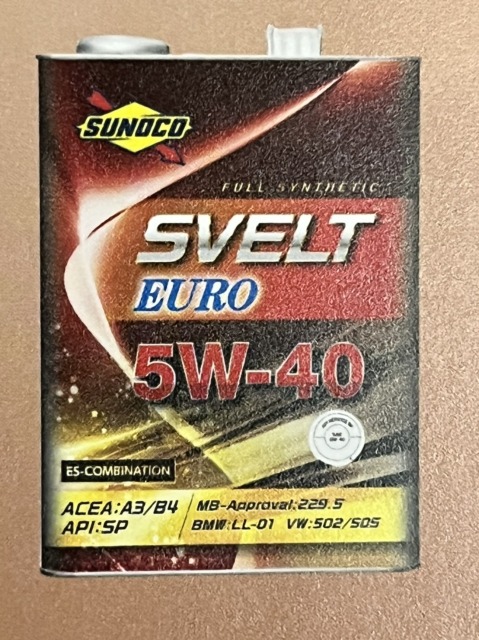 SUNOCO
FULL SYNTHETIC
SVELT
EURO
5W-40
ES-COMBINATION
ACEA:A3/B4
API:SP
MB-Approval:229.5
BMW:LL-01 VW:502/505